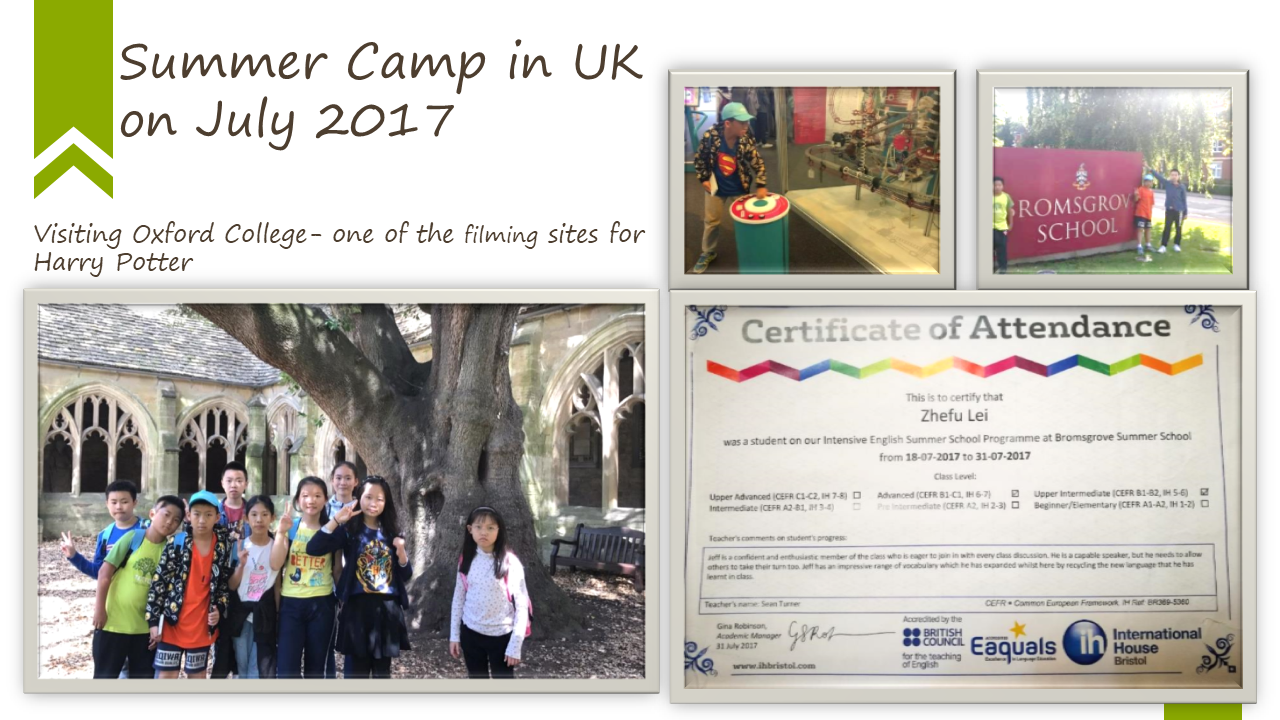 Summer Camp in UK
on July 2017
Visiting Oxford College- one of the filming sites for
Harry Potter
BROMSGROV
SCHOOL
Certificate of Attendance
This is to certify that
Zhefu Lei
was a student on our Intensive English Summer School Programme at Bromsgrove Summer School
from 18-07-2017 to 31-07-2017
Class Level:
Upper Advanced (CEFR C1-C2, IH 7-8) ☐ Advanced (CEFR B1-C1, IH 6-7) ☑ Upper Intermediate (CEFR B1-B2, IH 5-6) ☑
Intermediate (CEFR A2-B1, IH 3-4) ☐ Pre Intermediate (CEFR A2, IH 2-3) ☐ Beginner/Elementary (CEFR A1-A2, IH 1-2) ☐
Teacher's comments on student's progress:
Jeff is a confident and enthusiastic member of the class who is eager to join in with every class discussion. He is a capable speaker, but he needs to allow
others to take their turn too. Jeff has an impressive range of vocabulary which he has expanded whilst here by recycling the new language that he has
learnt in class.
Teacher's name: Sean Turner CEFR • Common European Framework. IH Ref: BR369-5360
Gina Robinson,
Academic Manager
31 July 2017
www.ihbristol.com
Accredited by the
BRITISH
COUNCIL
for the teaching
of English
Eaquals
International
House
Bristol
ih
BETTER